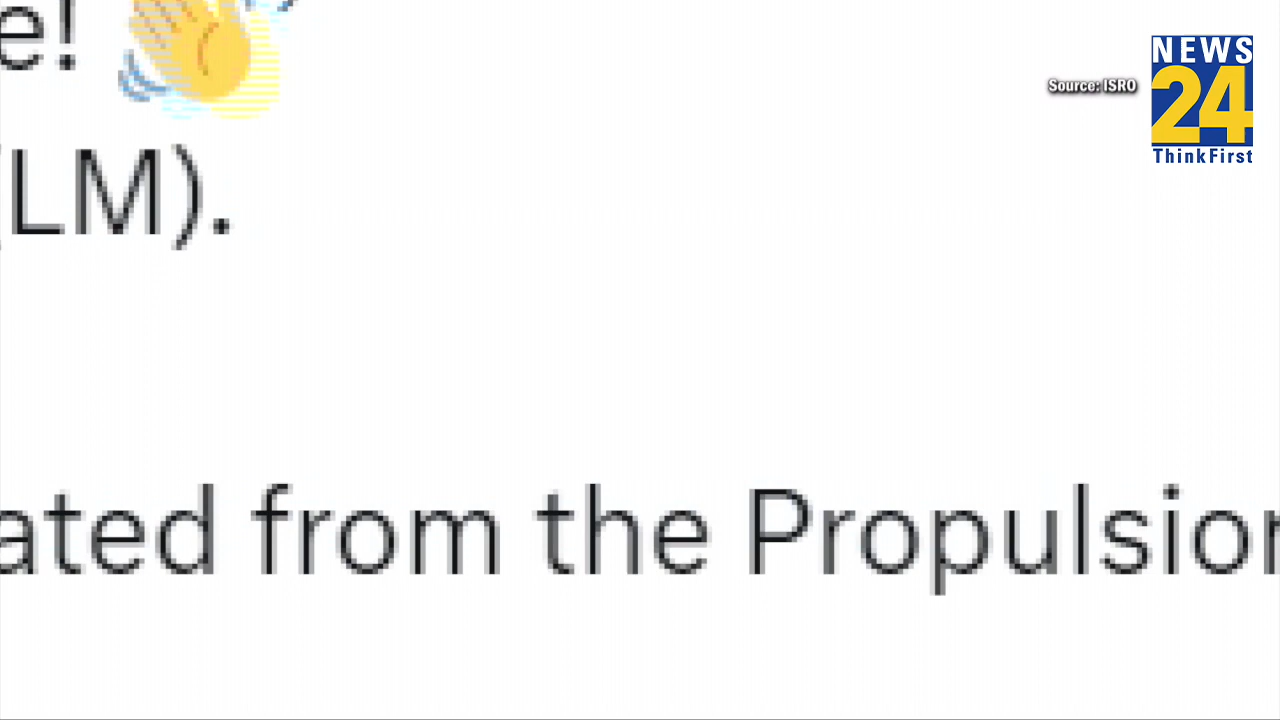 e! 👏
(LM).
ated from the Propulsion
Source: ISRO
NEWS
24
ThinkFirst